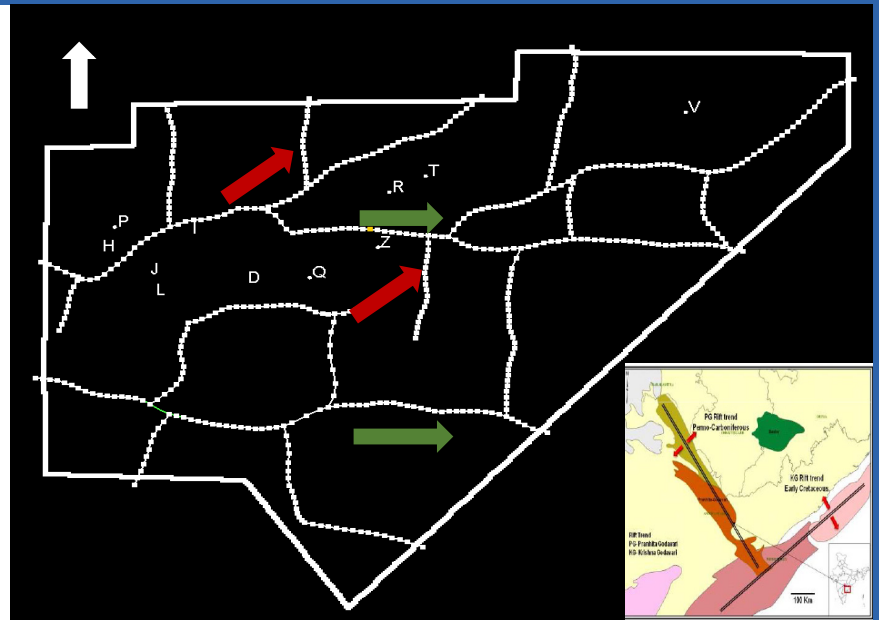 V
T
R
P
I
H
Z
J
D
Q
L
PG Rift trend
Permo-Carboniferous
KG Rift trend
Early Cretaceous
Rift Trend
PG- Pranhita Godavari
KG- Krishna Godavari
100 Km